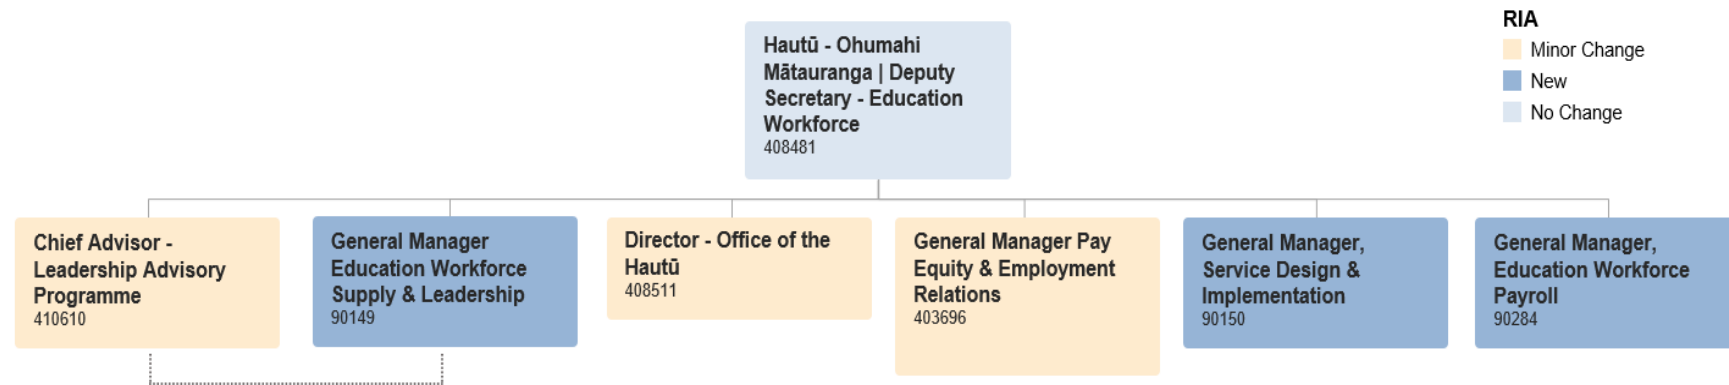 Hautū - Ohumahi
Mātauranga | Deputy
Secretary - Education
Workforce
408481
RIA
Minor Change
New
No Change
Chief Advisor -
Leadership Advisory
Programme
410610
General Manager
Education Workforce
Supply & Leadership
90149
Director - Office of the
Hautū
408511
General Manager Pay
Equity & Employment
Relations
403696
General Manager,
Service Design &
Implementation
90150
General Manager,
Education Workforce
Payroll
90284